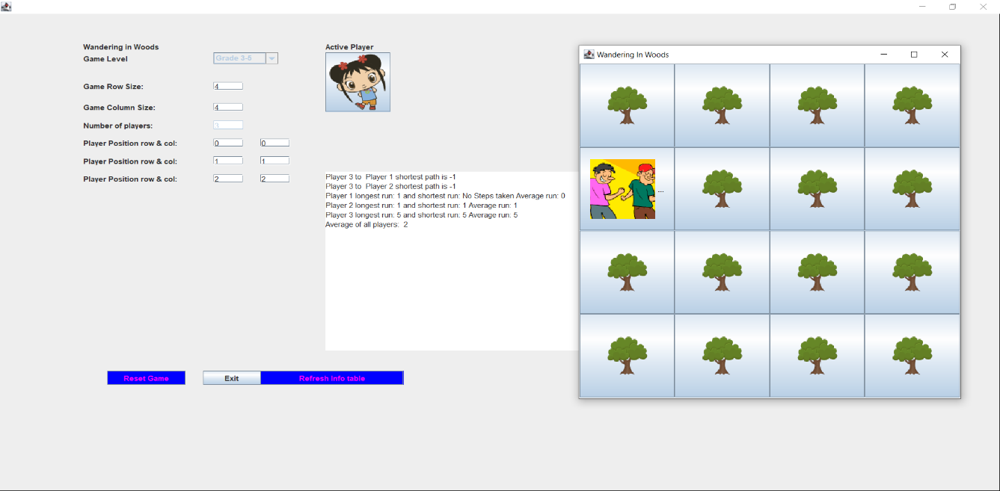 Wandering in Woods
Game Level
Grade 3-5
Game Row Size:
4
Game Column Size:
4
Number of players:
3
Player Position row & col:
0 0
Player Position row & col:
1 1
Player Position row & col:
2 2
Active Player
Player 3 to Player 1 shortest path is -1
Player 3 to Player 2 shortest path is -1
Player 1 longest run: 1 and shortest run: No Steps taken Average run: 0
Player 2 longest run: 1 and shortest run: 1 Average run: 1
Player 3 longest run: 5 and shortest run: 5 Average run: 5
Average of all players: 2
Reset Game
Exit
Refresh Info table
Wandering In Woods
...